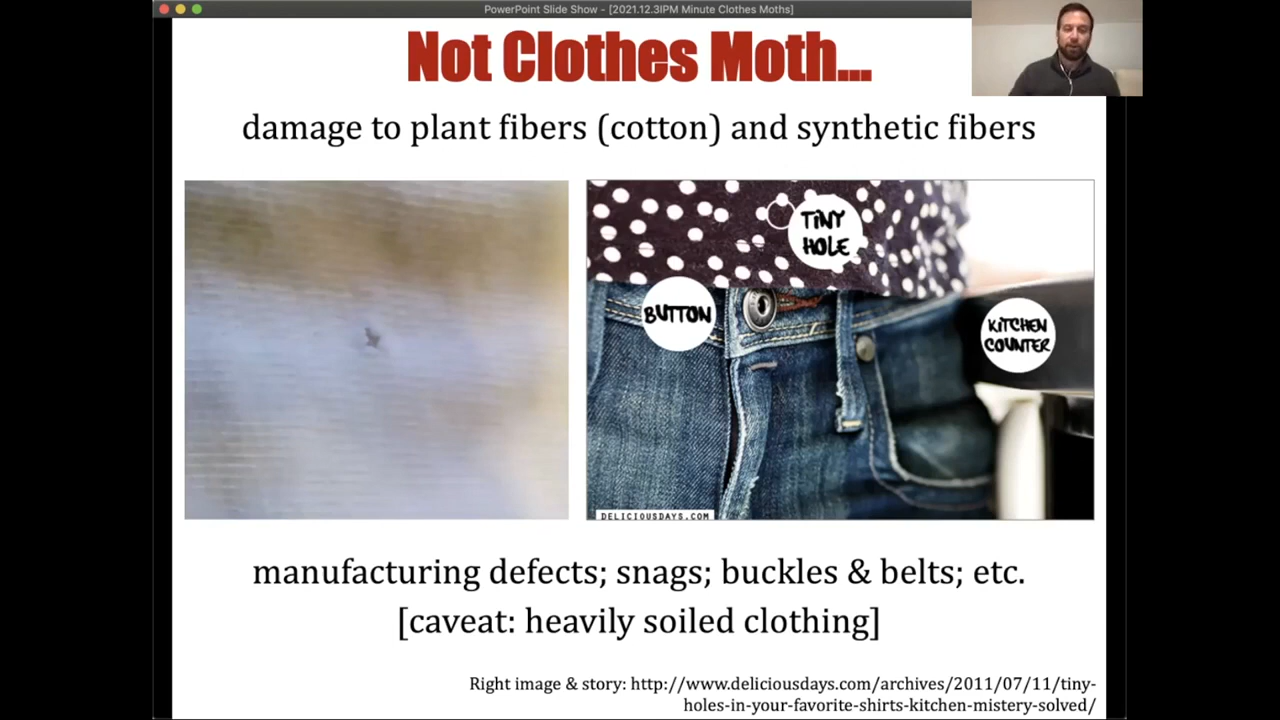 PowerPoint Slide Show - [2021.12.3IPM Minute Clothes Moths]
Not Clothes Moth...
damage to plant fibers (cotton) and synthetic fibers
TiNY
HOLE
BUTTON
KiTCHEN
COUNTER
DELICIOUSDAYS.COM
manufacturing defects; snags; buckles & belts; etc.
[caveat: heavily soiled clothing]
Right image & story: http://www.deliciousdays.com/archives/2011/07/11/tiny-
holes-in-your-favorite-shirts-kitchen-mistery-solved/